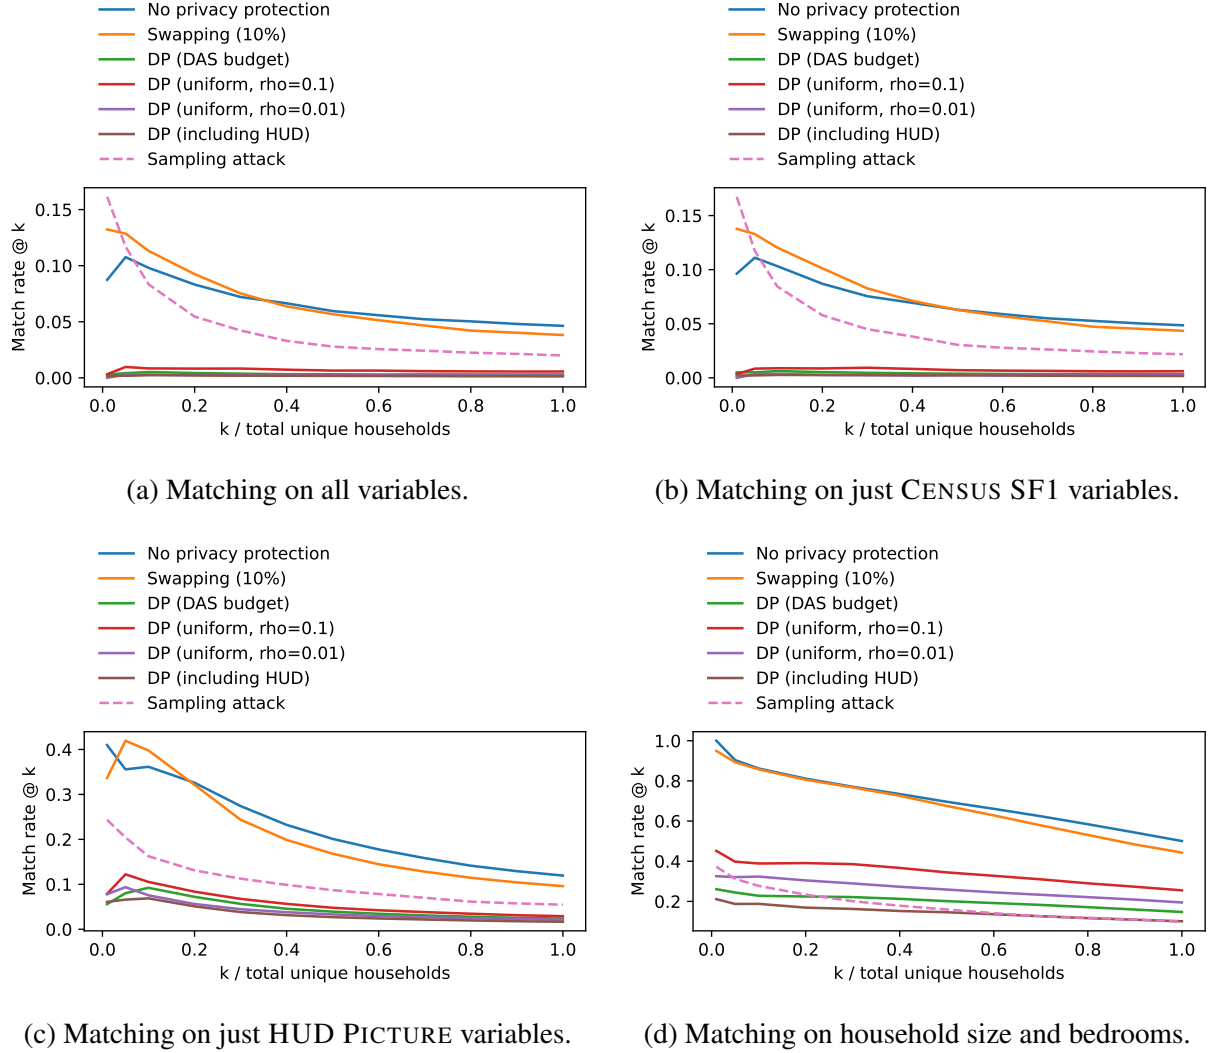 No privacy protection
Swapping (10%)
DP (DAS budget)
DP (uniform, rho=0.1)
DP (uniform, rho=0.01)
DP (including HUD)
Sampling attack
0.15
0.10
0.05
0.00
Match rate @ k
0.0 0.2 0.4 0.6 0.8 1.0
k / total unique households
(a) Matching on all variables.
No privacy protection
Swapping (10%)
DP (DAS budget)
DP (uniform, rho=0.1)
DP (uniform, rho=0.01)
DP (including HUD)
Sampling attack
0.15
0.10
0.05
0.00
Match rate @ k
0.0 0.2 0.4 0.6 0.8 1.0
k / total unique households
(b) Matching on just CENSUS SF1 variables.
No privacy protection
Swapping (10%)
DP (DAS budget)
DP (uniform, rho=0.1)
DP (uniform, rho=0.01)
DP (including HUD)
Sampling attack
0.4
0.3
0.2
0.1
0.0
Match rate @ k
0.0 0.2 0.4 0.6 0.8 1.0
k / total unique households
(c) Matching on just HUD PICTURE variables.
No privacy protection
Swapping (10%)
DP (DAS budget)
DP (uniform, rho=0.1)
DP (uniform, rho=0.01)
DP (including HUD)
Sampling attack
1.0
0.8
0.6
0.4
0.2
Match rate @ k
0.0 0.2 0.4 0.6 0.8 1.0
k / total unique households
(d) Matching on household size and bedrooms.